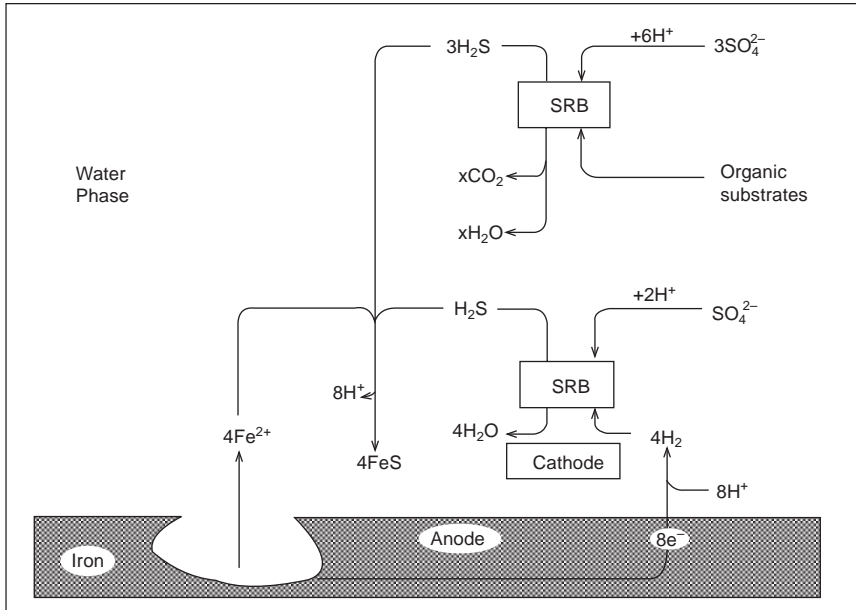 3H₂S
+6H⁺
3SO₄²⁻
SRB
Water
Phase
xCO₂
Organic
substrates
xH₂O
H₂S
+2H⁺
SO₄²⁻
SRB
8H⁺
4Fe²⁺
4H₂O
4H₂
4FeS
Cathode
8H⁺
Anode
8e⁻
Iron